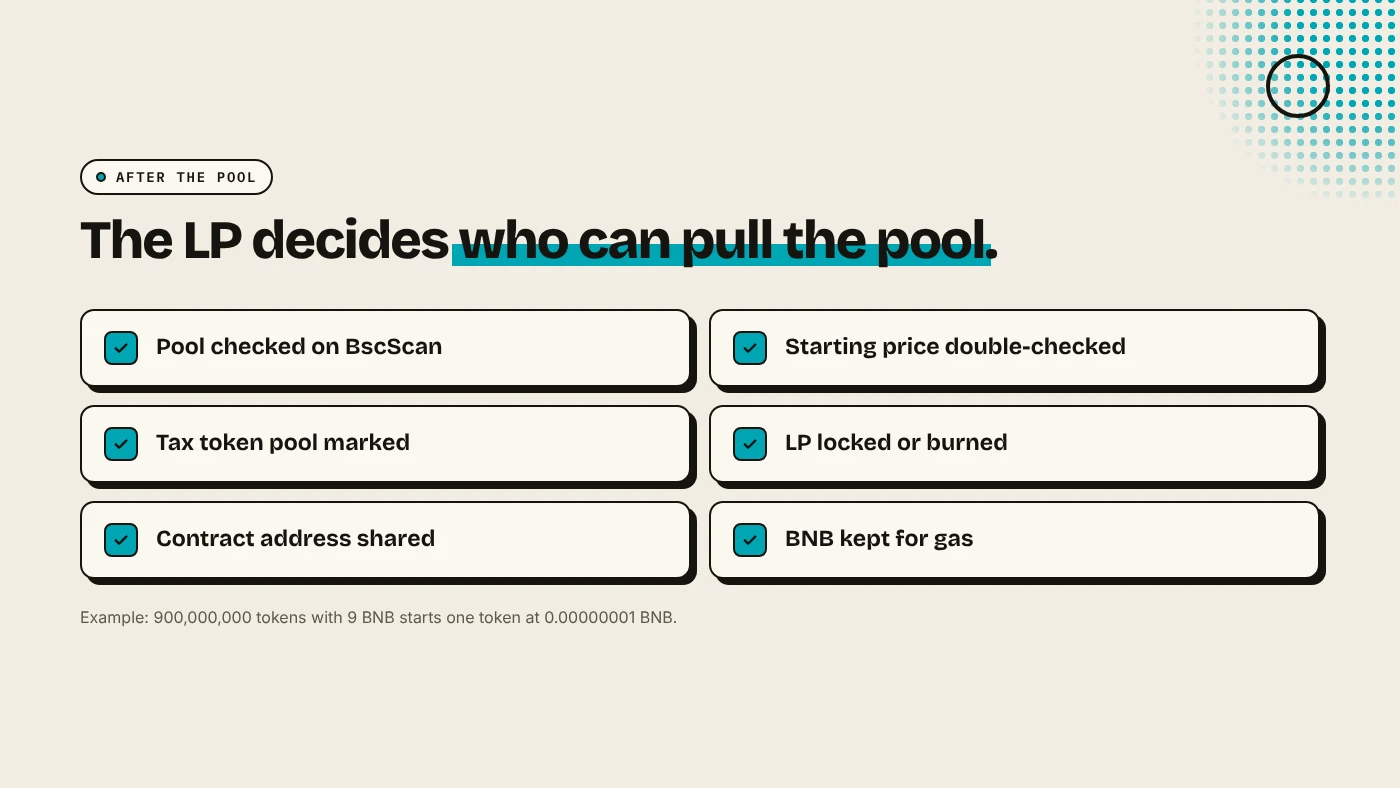 AFTER THE POOL
The LP decides who can pull the pool.
Pool checked on BscScan
Starting price double-checked
Tax token pool marked
LP locked or burned
Contract address shared
BNB kept for gas
Example: 900,000,000 tokens with 9 BNB starts one token at 0.00000001 BNB.